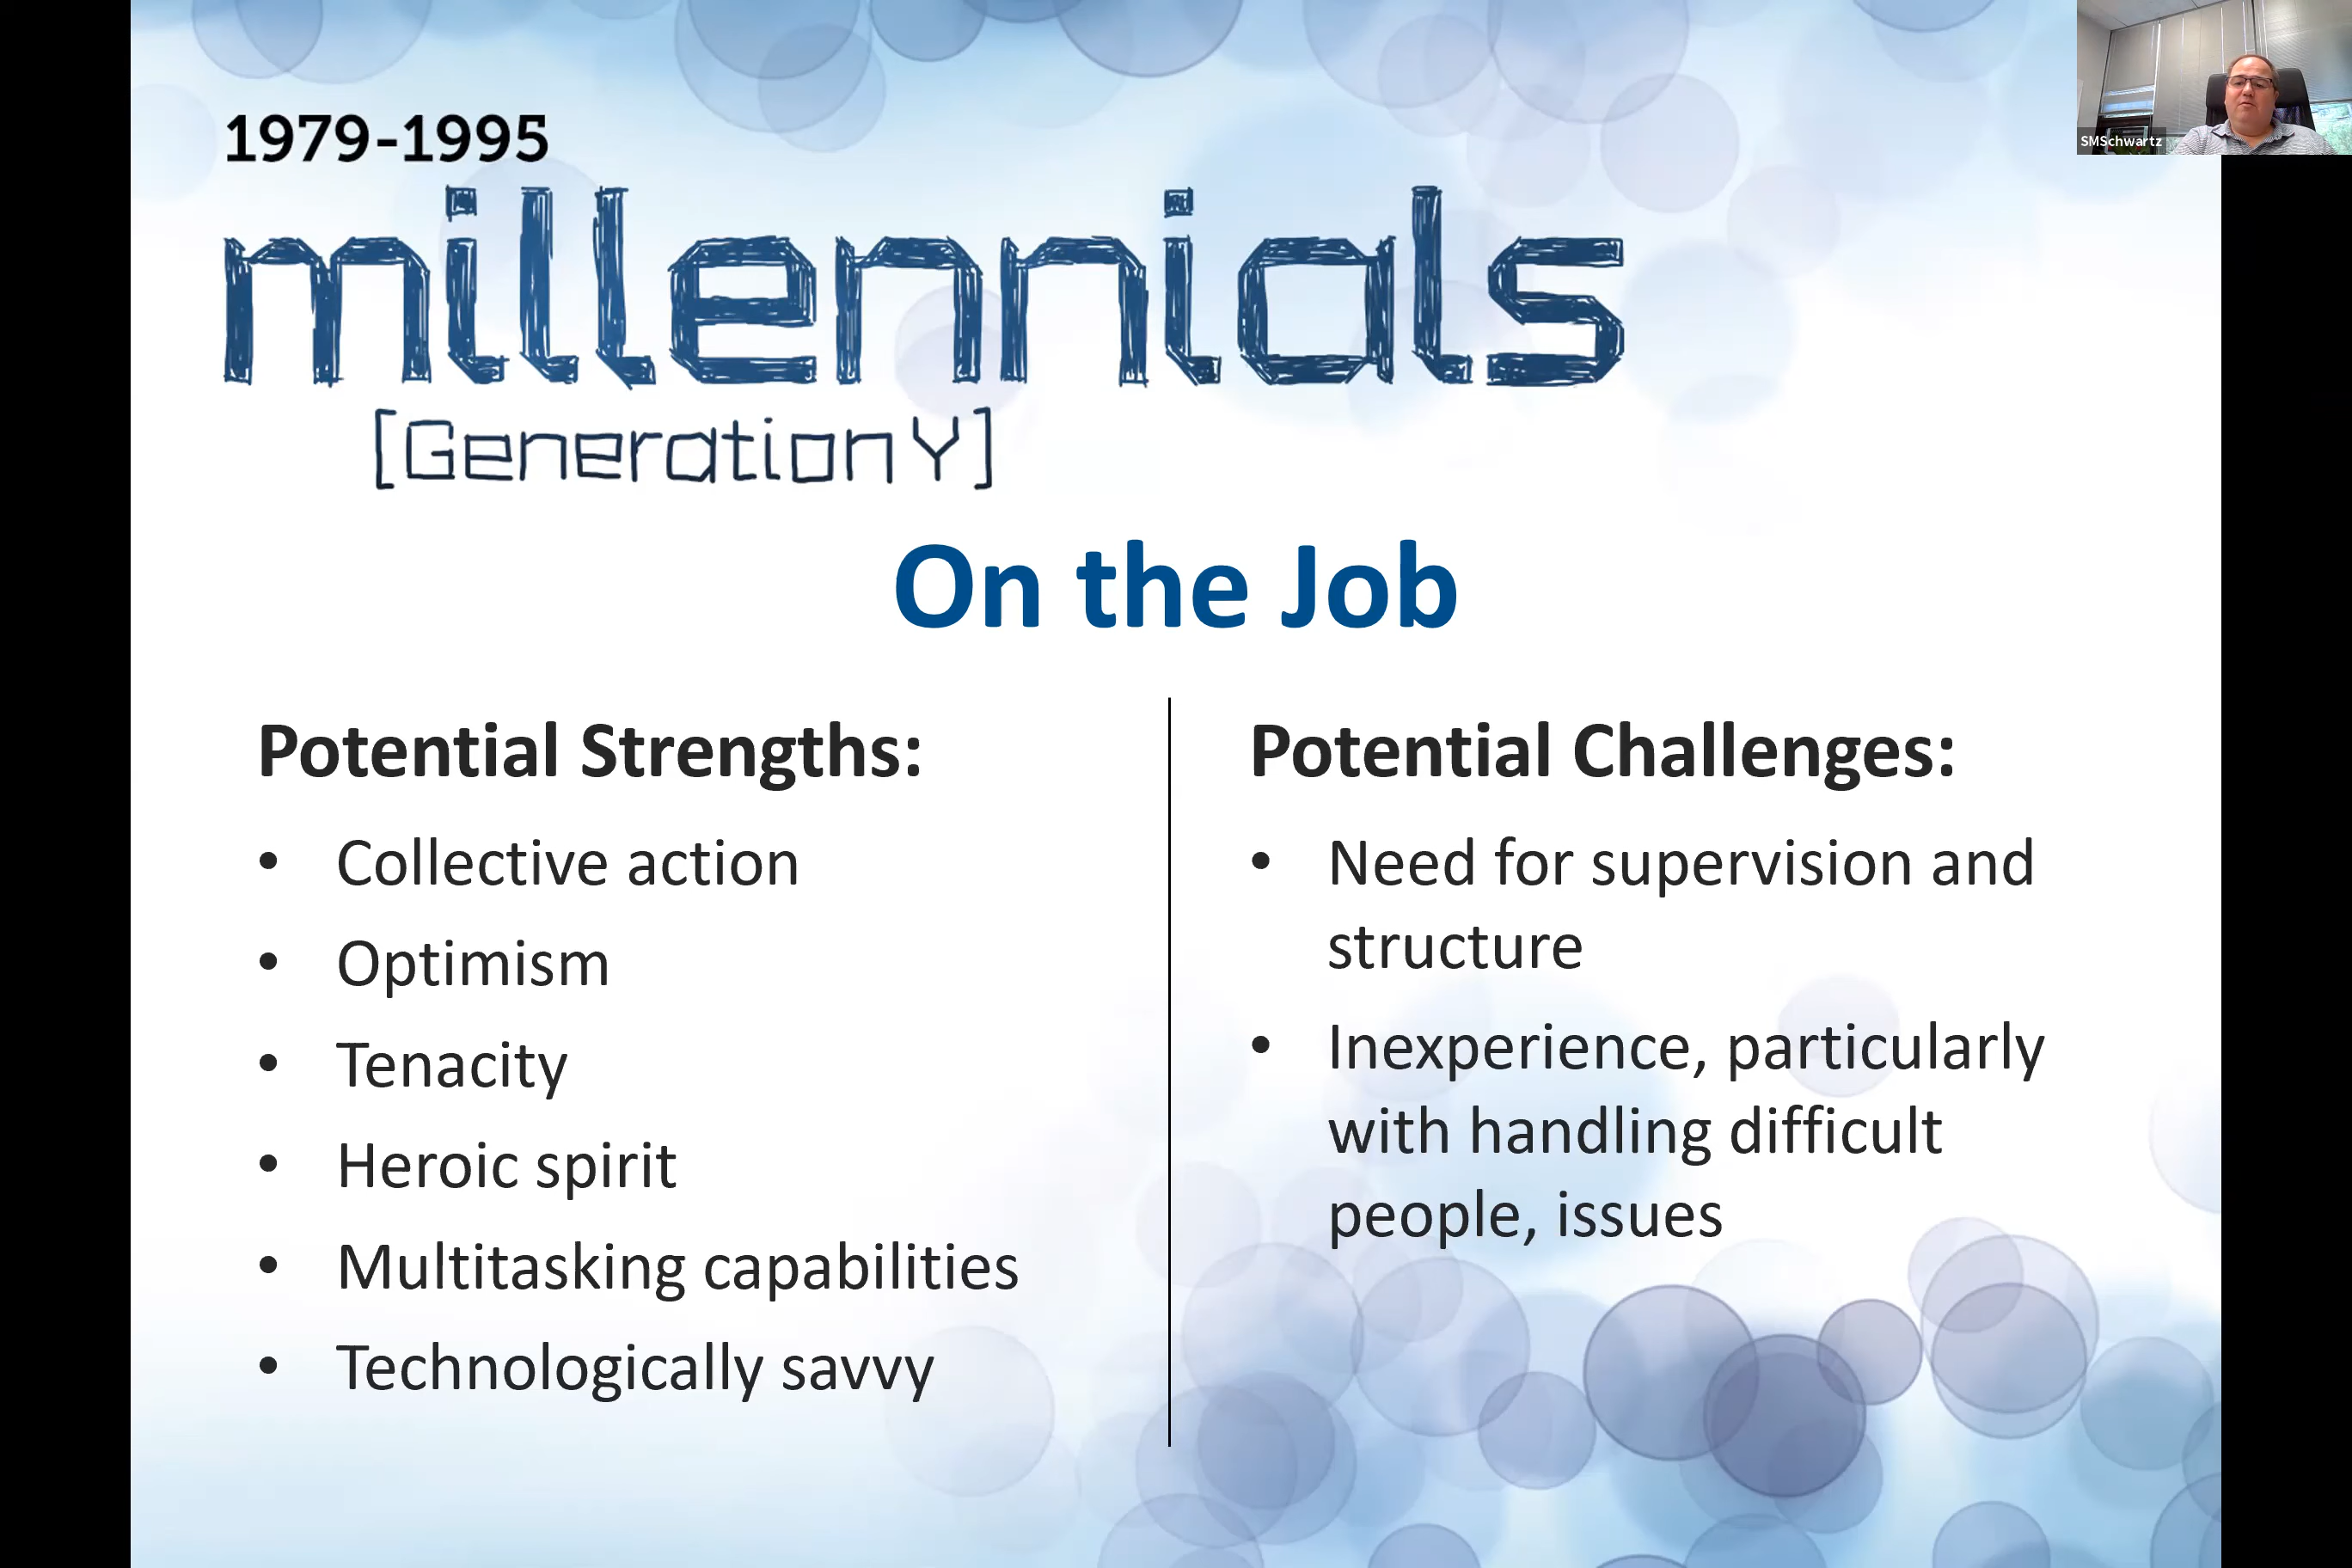 1979-1995
millennials
[Generation Y]
On the Job
Potential Strengths:
• Collective action
• Optimism
• Tenacity
• Heroic spirit
• Multitasking capabilities
• Technologically savvy
Potential Challenges:
• Need for supervision and
structure
• Inexperience, particularly
with handling difficult
people, issues
SMSchwartz